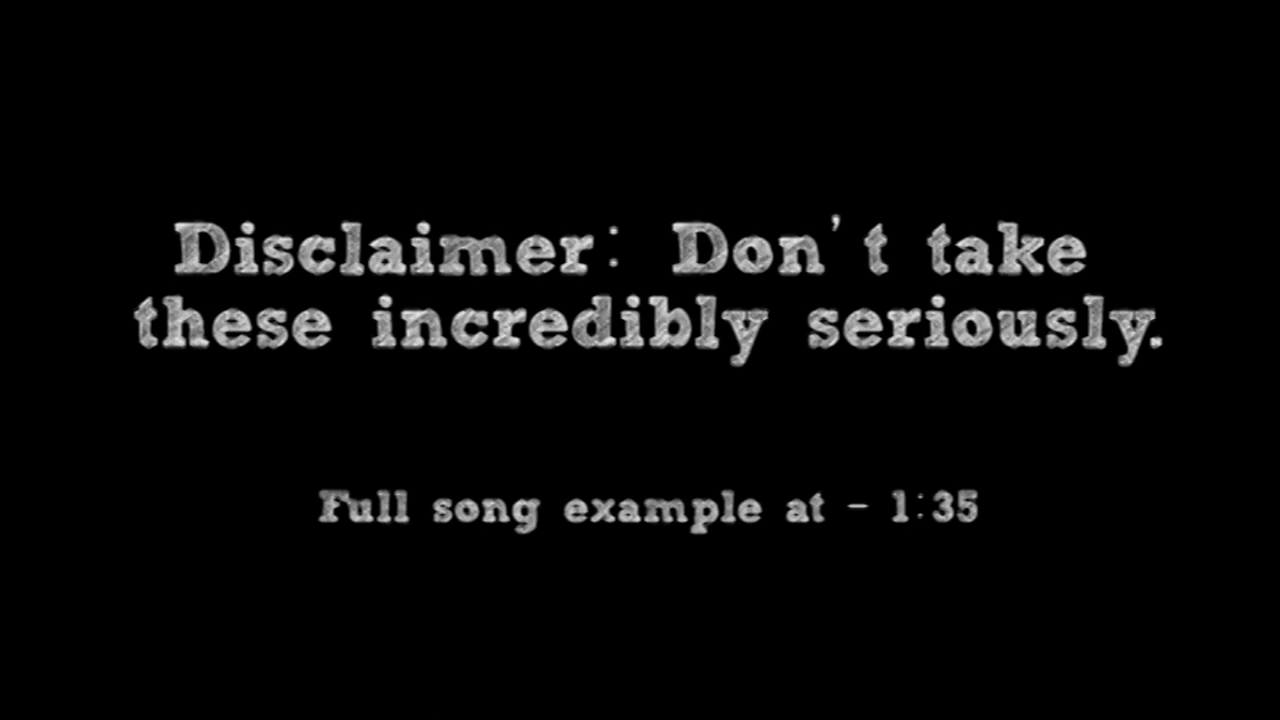 Disclaimer: Don't take
these incredibly seriously.
Full song example at - 1:35